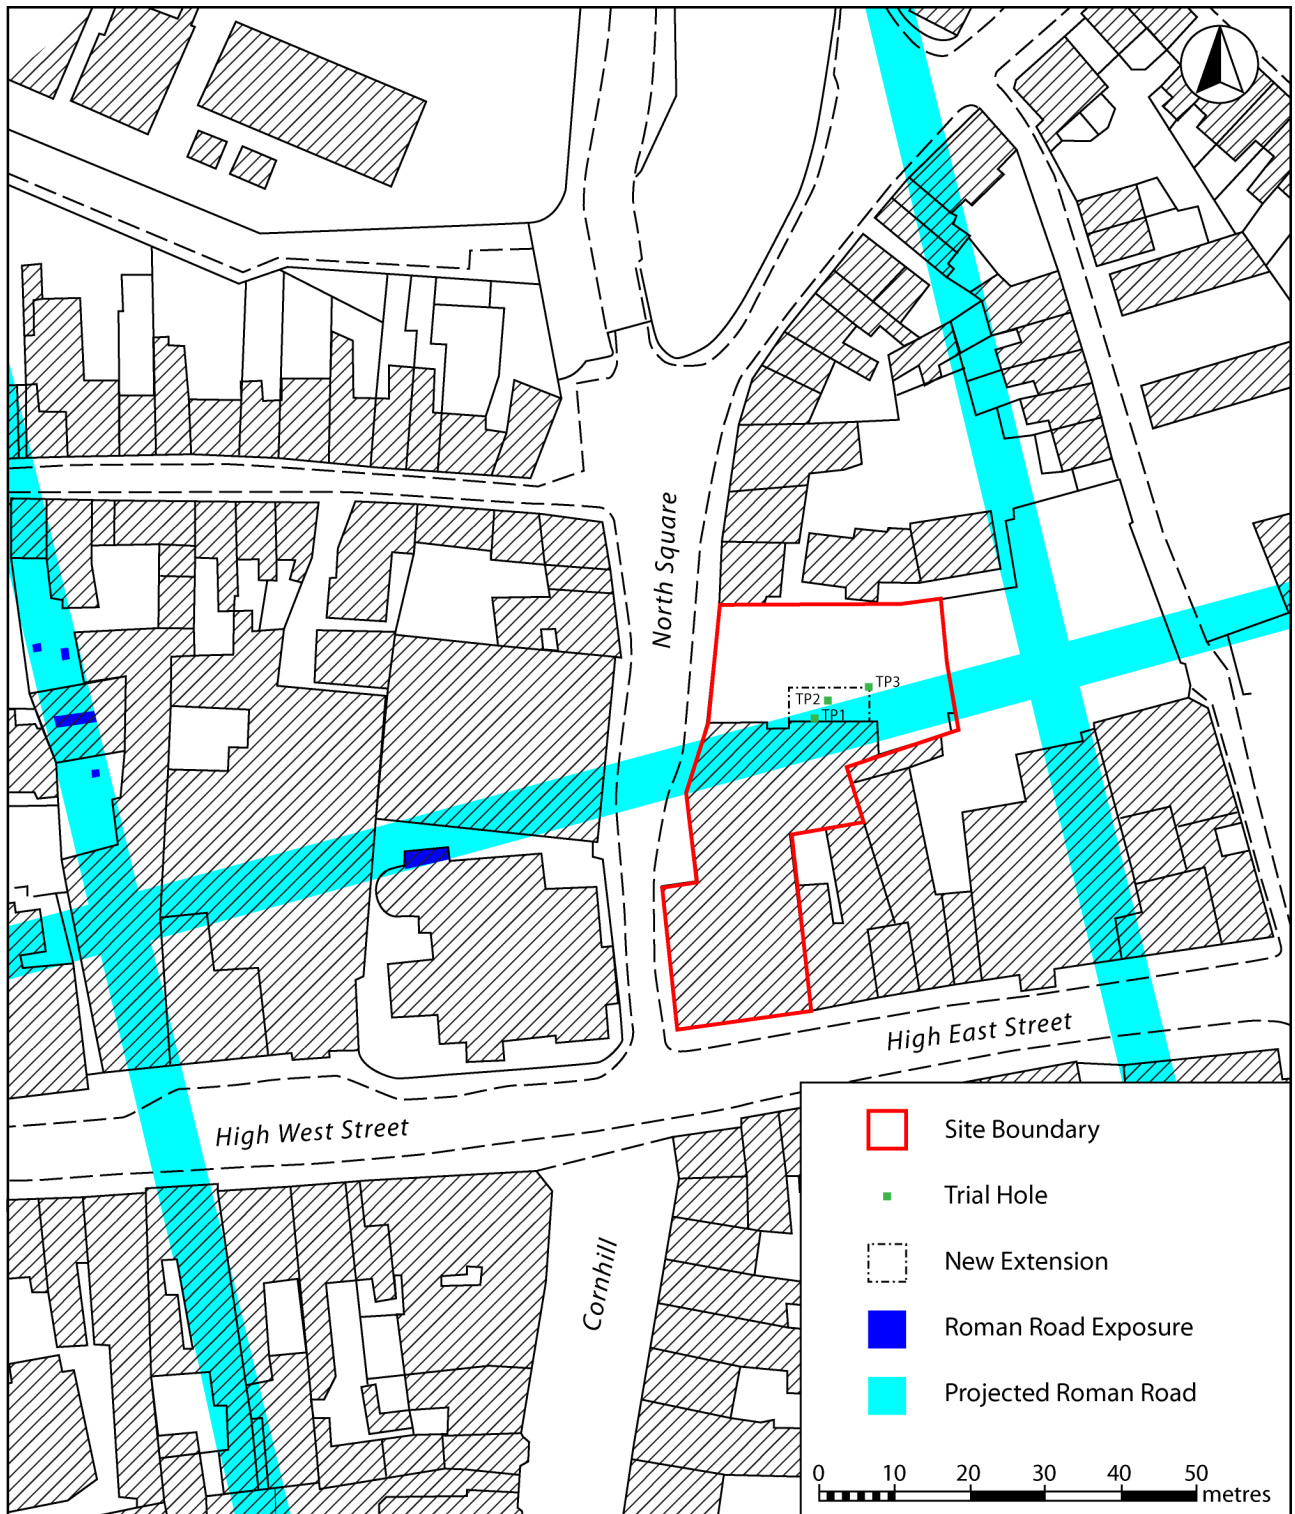 North Square
TP3
TP2
TP1
High East Street
High West Street
Cornhill
Site Boundary
Trial Hole
New Extension
Roman Road Exposure
Projected Roman Road
0 10 20 30 40 50
metres